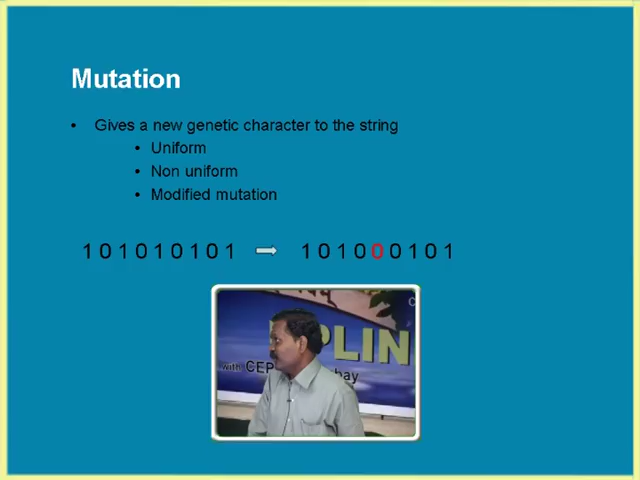 Mutation
• Gives a new genetic character to the string
• Uniform
• Non uniform
• Modified mutation
1 0 1 0 1 0 1 0 1 1 0 1 0 0 0 1 0 1
PLIN
with CEP
bay